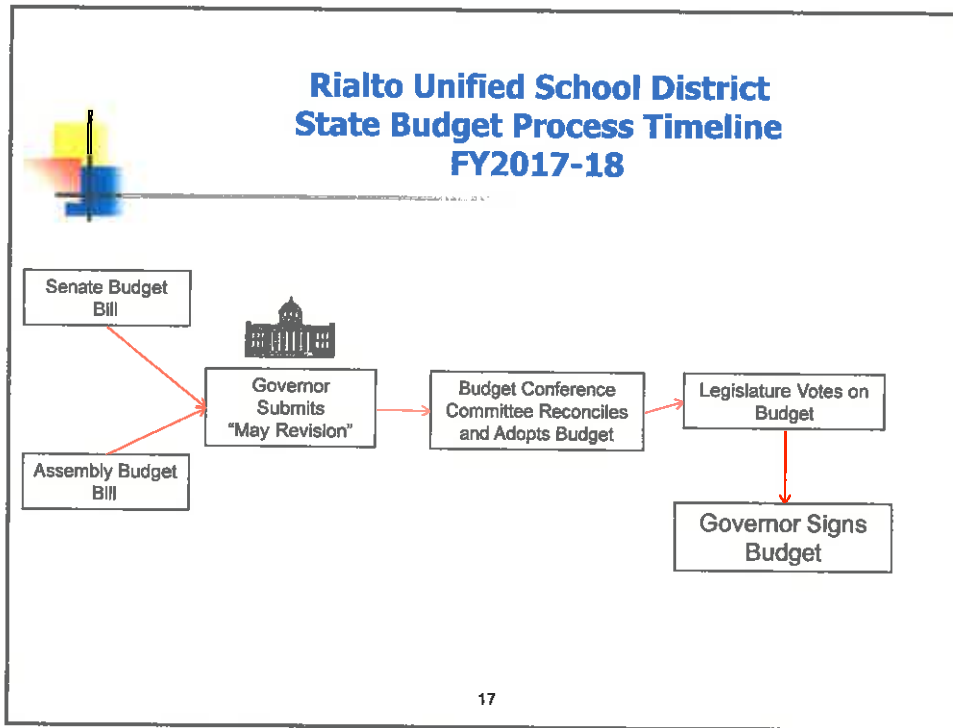 Rialto Unified School District
State Budget Process Timeline
FY2017-18
Senate Budget
Bill
Governor
Submits
"May Revision"
Budget Conference
Committee Reconciles
and Adopts Budget
Legislature Votes on
Budget
Assembly Budget
Bill
Governor Signs
Budget
17